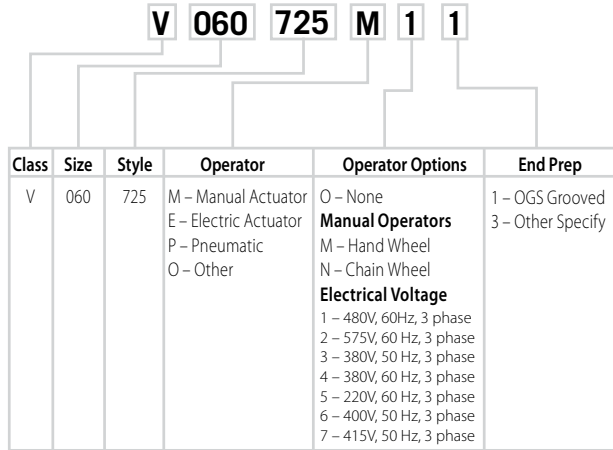 V 060 725 M 1 1
Class Size Style Operator Operator Options End Prep
V 060 725 M – Manual Actuator O – None 1 – OGS Grooved
E – Electric Actuator Manual Operators 3 – Other Specify
P – Pneumatic M – Hand Wheel
O – Other N – Chain Wheel
Electrical Voltage
1 – 480V, 60Hz, 3 phase
2 – 575V, 60 Hz, 3 phase
3 – 380V, 50 Hz, 3 phase
4 – 380V, 60 Hz, 3 phase
5 – 220V, 60 Hz, 3 phase
6 – 400V, 50 Hz, 3 phase
7 – 415V, 50 Hz, 3 phase